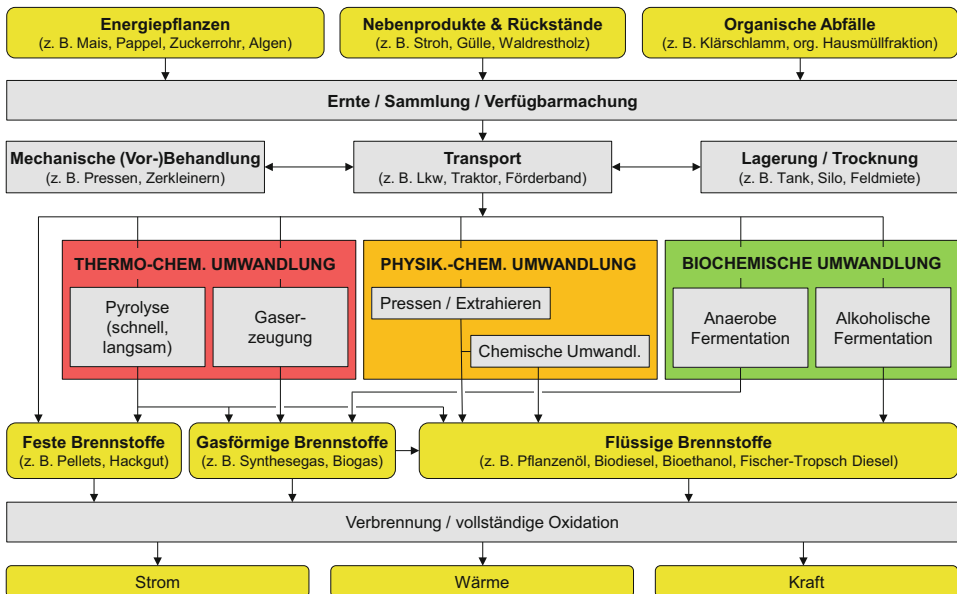 Energiepflanzen
(z. B. Mais, Pappel, Zuckerrohr, Algen)
Nebenprodukte & Rückstände
(z. B. Stroh, Gülle, Waldrestholz)
Organische Abfälle
(z. B. Klärschlamm, org. Hausmüllfraktion)
Ernte / Sammlung / Verfügbarmachung
Mechanische (Vor-)Behandlung
(z. B. Pressen, Zerkleinern)
Transport
(z. B. Lkw, Traktor, Förderband)
Lagerung / Trocknung
(z. B. Tank, Silo, Feldmiete)
THERMO-CHEM. UMWANDLUNG
Pyrolyse
(schnell,
langsam)
Gaser-
zeugung
PHYSIK.-CHEM. UMWANDLUNG
Pressen / Extrahieren
Chemische Umwandl.
BIOCHEMISCHE UMWANDLUNG
Anaerobe
Fermentation
Alkoholische
Fermentation
Feste Brennstoffe
(z. B. Pellets, Hackgut)
Gasförmige Brennstoffe
(z. B. Synthesegas, Biogas)
Flüssige Brennstoffe
(z. B. Pflanzenöl, Biodiesel, Bioethanol, Fischer-Tropsch Diesel)
Verbrennung / vollständige Oxidation
Strom
Wärme
Kraft